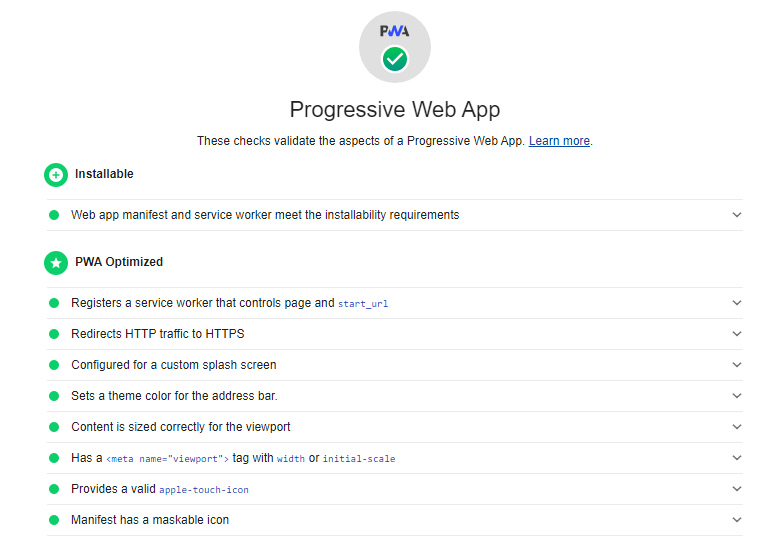 PWA
Progressive Web App
These checks validate the aspects of a Progressive Web App. Learn more.
Installable
Web app manifest and service worker meet the installability requirements
PWA Optimized
Registers a service worker that controls page and start_url
Redirects HTTP traffic to HTTPS
Configured for a custom splash screen
Sets a theme color for the address bar.
Content is sized correctly for the viewport
Has a <meta name="viewport"> tag with width or initial-scale
Provides a valid apple-touch-icon
Manifest has a maskable icon